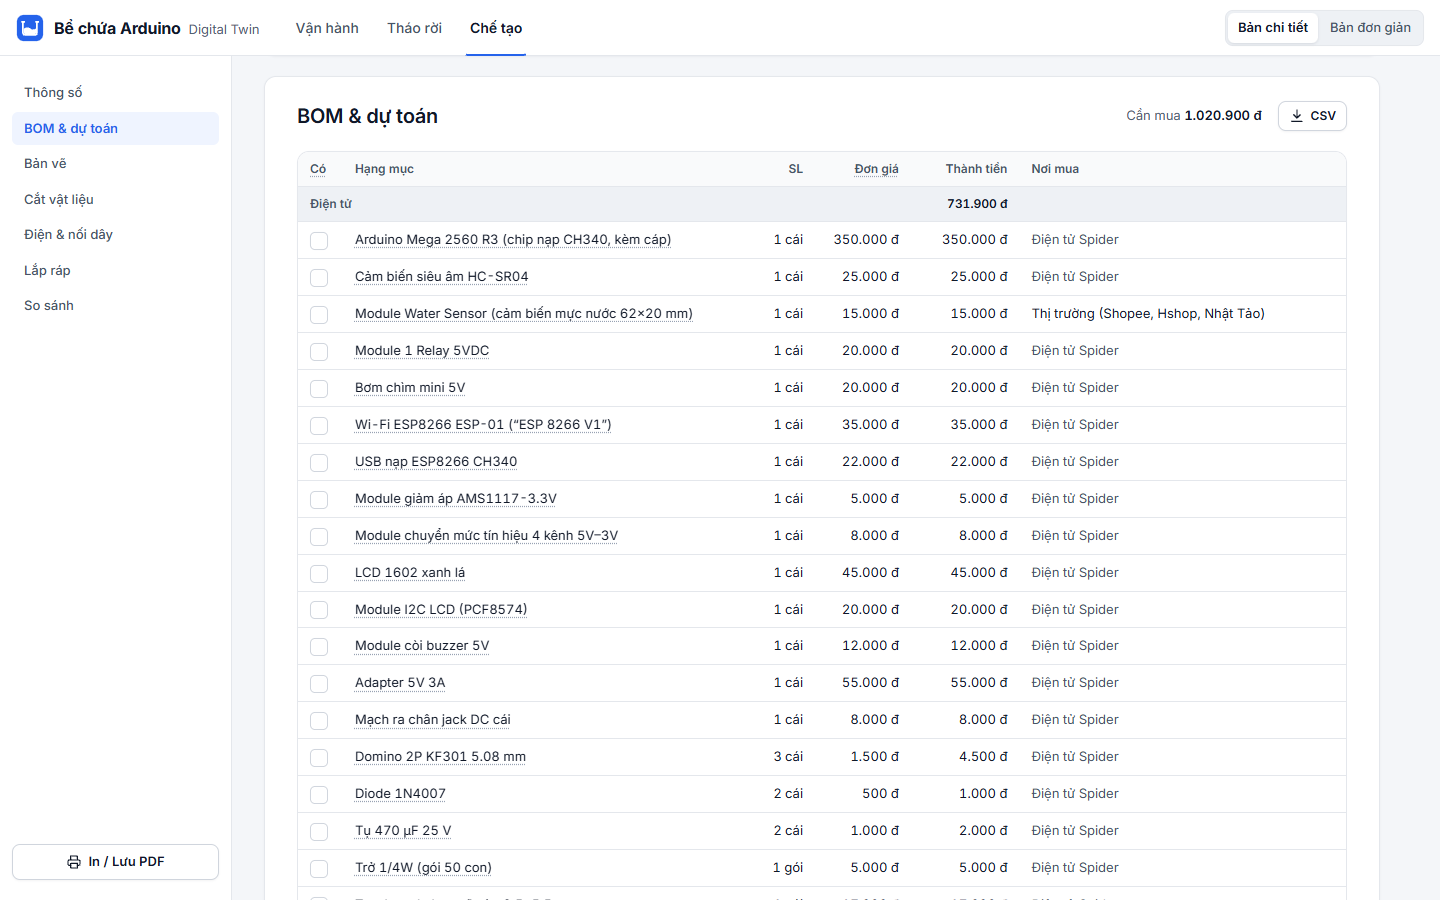 Bể chứa Arduino Digital Twin Vận hành Tháo rời Chế tạo Bản chi tiết Bản đơn giản
Thông số
BOM & dự toán
Bản vẽ
Cắt vật liệu
Điện & nối dây
Lắp ráp
So sánh
In / Lưu PDF
BOM & dự toán Cần mua 1.020.900 đ CSV
Có Hạng mục SL Đơn giá Thành tiền Nơi mua
Điện tử 731.900 đ
Arduino Mega 2560 R3 (chip nạp CH340, kèm cáp) 1 cái 350.000 đ 350.000 đ Điện tử Spider
Cảm biến siêu âm HC-SR04 1 cái 25.000 đ 25.000 đ Điện tử Spider
Module Water Sensor (cảm biến mực nước 62×20 mm) 1 cái 15.000 đ 15.000 đ Thị trường (Shopee, Hshop, Nhật Tảo)
Module 1 Relay 5VDC 1 cái 20.000 đ 20.000 đ Điện tử Spider
Bơm chìm mini 5V 1 cái 20.000 đ 20.000 đ Điện tử Spider
Wi-Fi ESP8266 ESP-01 (“ESP 8266 V1”) 1 cái 35.000 đ 35.000 đ Điện tử Spider
USB nạp ESP8266 CH340 1 cái 22.000 đ 22.000 đ Điện tử Spider
Module giảm áp AMS1117-3.3V 1 cái 5.000 đ 5.000 đ Điện tử Spider
Module chuyển mức tín hiệu 4 kênh 5V–3V 1 cái 8.000 đ 8.000 đ Điện tử Spider
LCD 1602 xanh lá 1 cái 45.000 đ 45.000 đ Điện tử Spider
Module I2C LCD (PCF8574) 1 cái 20.000 đ 20.000 đ Điện tử Spider
Module còi buzzer 5V 1 cái 12.000 đ 12.000 đ Điện tử Spider
Adapter 5V 3A 1 cái 55.000 đ 55.000 đ Điện tử Spider
Mạch ra chân jack DC cái 1 cái 8.000 đ 8.000 đ Điện tử Spider
Domino 2P KF301 5.08 mm 3 cái 1.500 đ 4.500 đ Điện tử Spider
Diode 1N4007 2 cái 500 đ 1.000 đ Điện tử Spider
Tụ 470 µF 25 V 2 cái 1.000 đ 2.000 đ Điện tử Spider
Trở 1/4W (gói 50 con) 1 gói 5.000 đ 5.000 đ Điện tử Spider